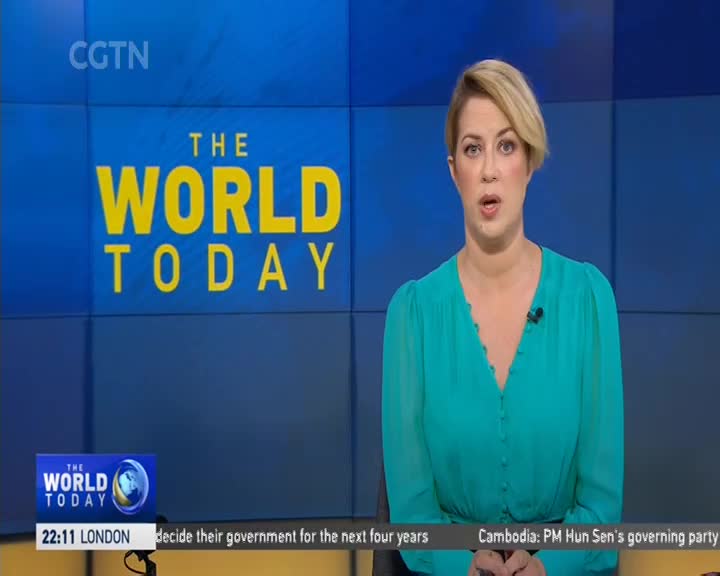 CGTN
THE
WORLD
TODAY
THE
WORLD
TODAY
22:11 LONDON
decide their government for the next four years
Cambodia: PM Hun Sen's governing party